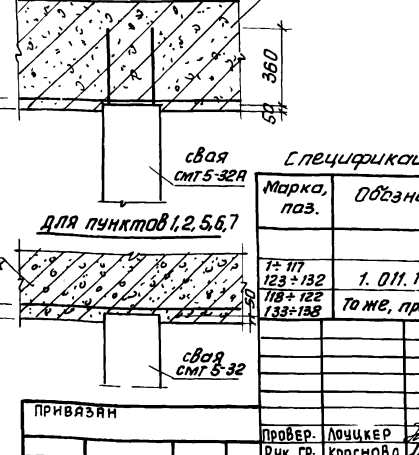 360
50
свая
смт 5-32А
Для пунктов 1, 2, 5, 6, 7
50
свая
смт 5-32
Спецификац
Марка, поз.
Обозна
1÷117
123÷132
1. 011. 1
118÷122
133÷138
То же, пр
ПРИВЯЗАН
Провер. Лоуцкер
Рук. гр. Краснова